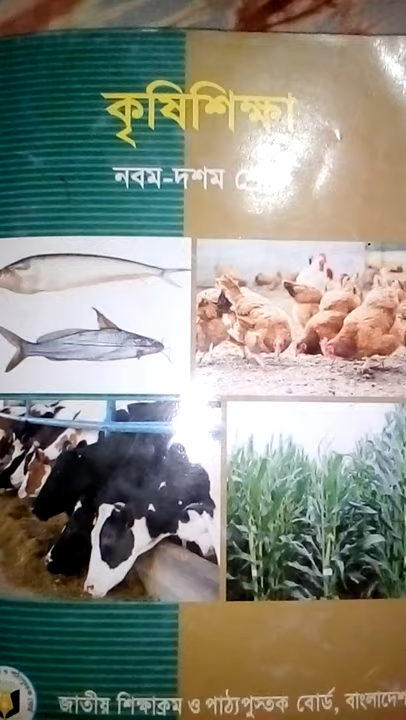 কৃষিশিক্ষা
নবম-দশম
জাতীয় শিক্ষাক্রম ও পাঠ্যপুস্তক বোর্ড, বাংলাদেশ